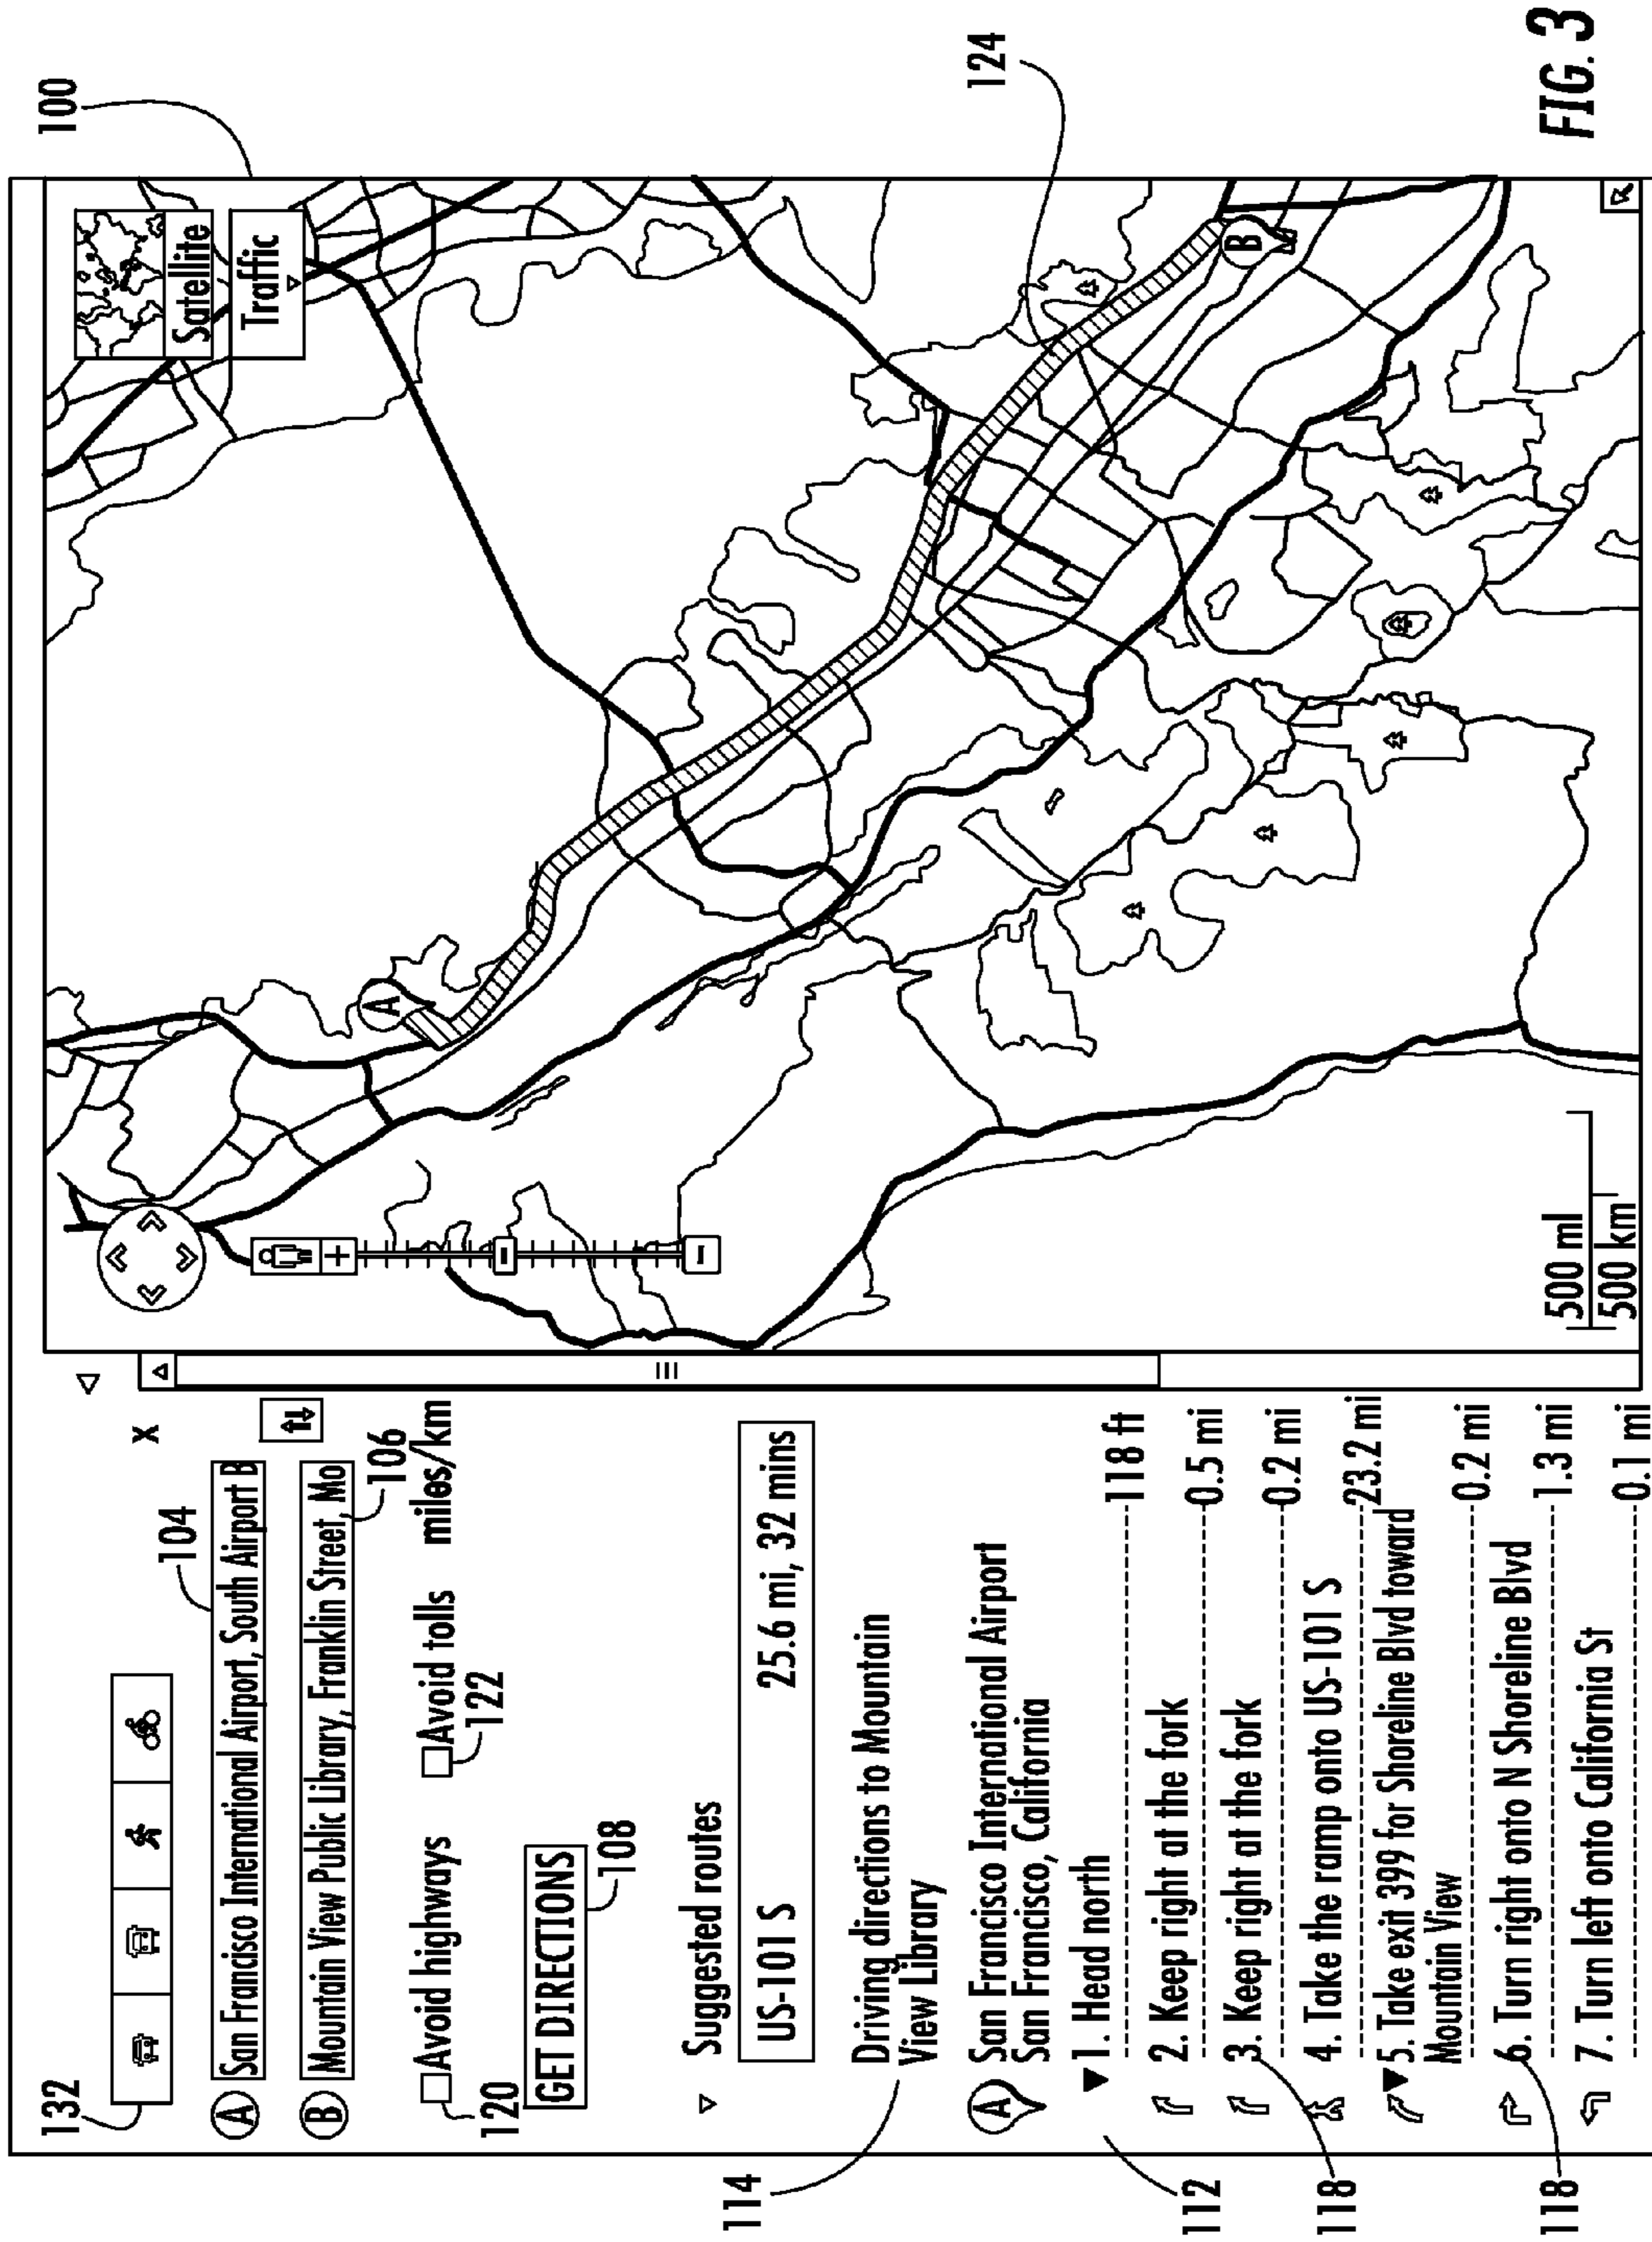 132
104
San Francisco International Airport, South Airport B
X
A
B
Mountain View Public Library, Franklin Street, Mo
106
Avoid highways
Avoid tolls
miles/km
120
122
GET DIRECTIONS
108
Suggested routes
US-101 S 25.6 mi, 32 mins
114
Driving directions to Mountain
View Library
A
San Francisco International Airport
San Francisco, California
112
1. Head north
118 ft
2. Keep right at the fork
0.5 mi
3. Keep right at the fork
0.2 mi
118
4. Take the ramp onto US-101 S
23.2 mi
5. Take exit 399 for Shoreline Blvd toward
Mountain View
0.2 mi
6. Turn right onto N Shoreline Blvd
1.3 mi
118
7. Turn left onto California St
0.1 mi
100
Satellite
Traffic
A
B
124
500 ml
500 km
FIG. 3